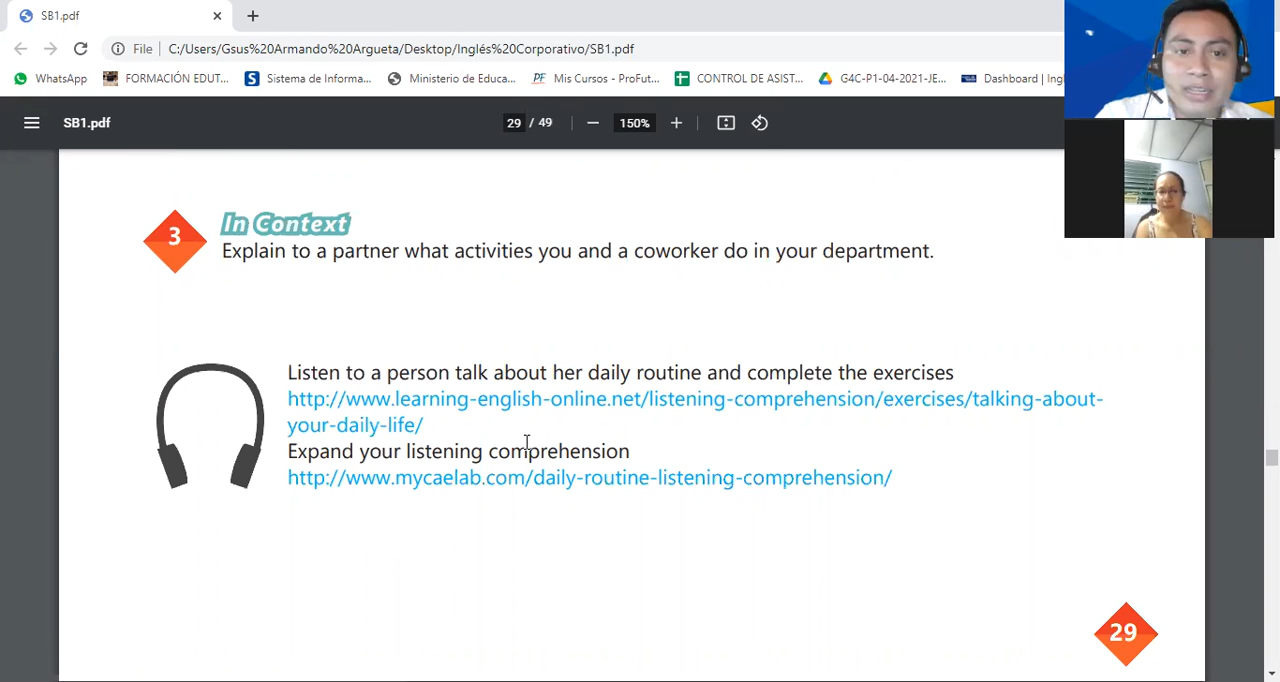 SB1.pdf
File C:/Users/Gsus%20Armando%20Argueta/Desktop/Inglés%20Corporativo/SB1.pdf
WhatsApp FORMACIÓN EDUT... Sistema de Informa... Ministerio de Educa... PF Mis Cursos - ProFut... CONTROL DE ASIST... G4C-P1-04-2021-JE... Dashboard | Ingl
SB1.pdf 29 / 49 150%
3 In Context
Explain to a partner what activities you and a coworker do in your department.
Listen to a person talk about her daily routine and complete the exercises
http://www.learning-english-online.net/listening-comprehension/exercises/talking-about-
your-daily-life/
Expand your listening comprehension
http://www.mycaelab.com/daily-routine-listening-comprehension/
29